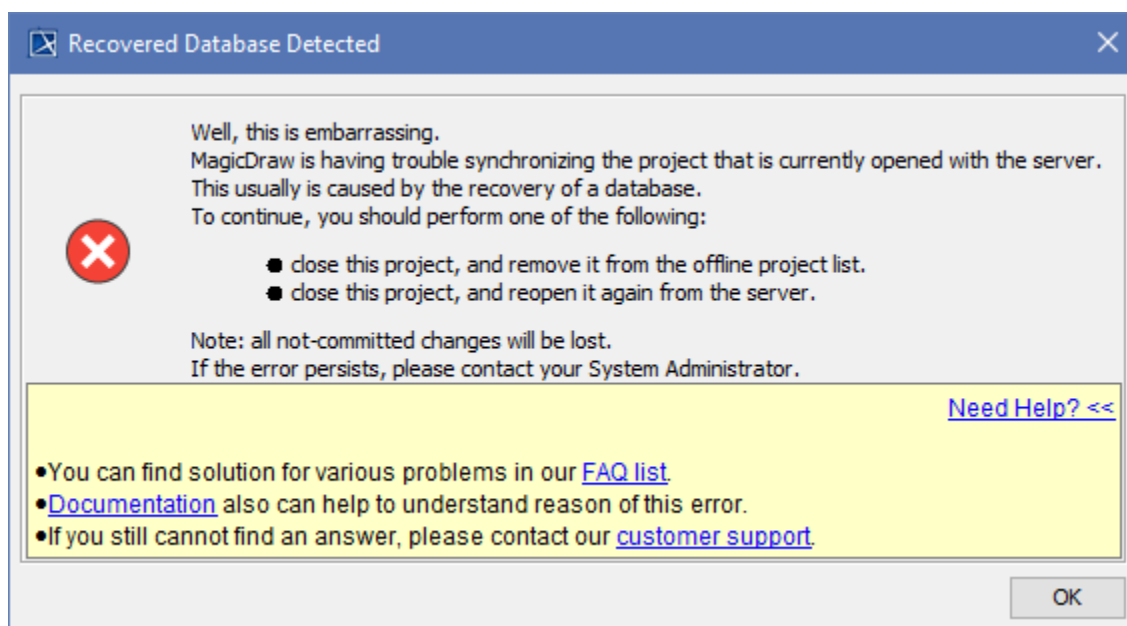 Recovered Database Detected
Well, this is embarrassing.
MagicDraw is having trouble synchronizing the project that is currently opened with the server.
This usually is caused by the recovery of a database.
To continue, you should perform one of the following:
● close this project, and remove it from the offline project list.
● close this project, and reopen it again from the server.
Note: all not-committed changes will be lost.
If the error persists, please contact your System Administrator.
Need Help? <<
●You can find solution for various problems in our FAQ list.
●Documentation also can help to understand reason of this error.
●If you still cannot find an answer, please contact our customer support.
OK